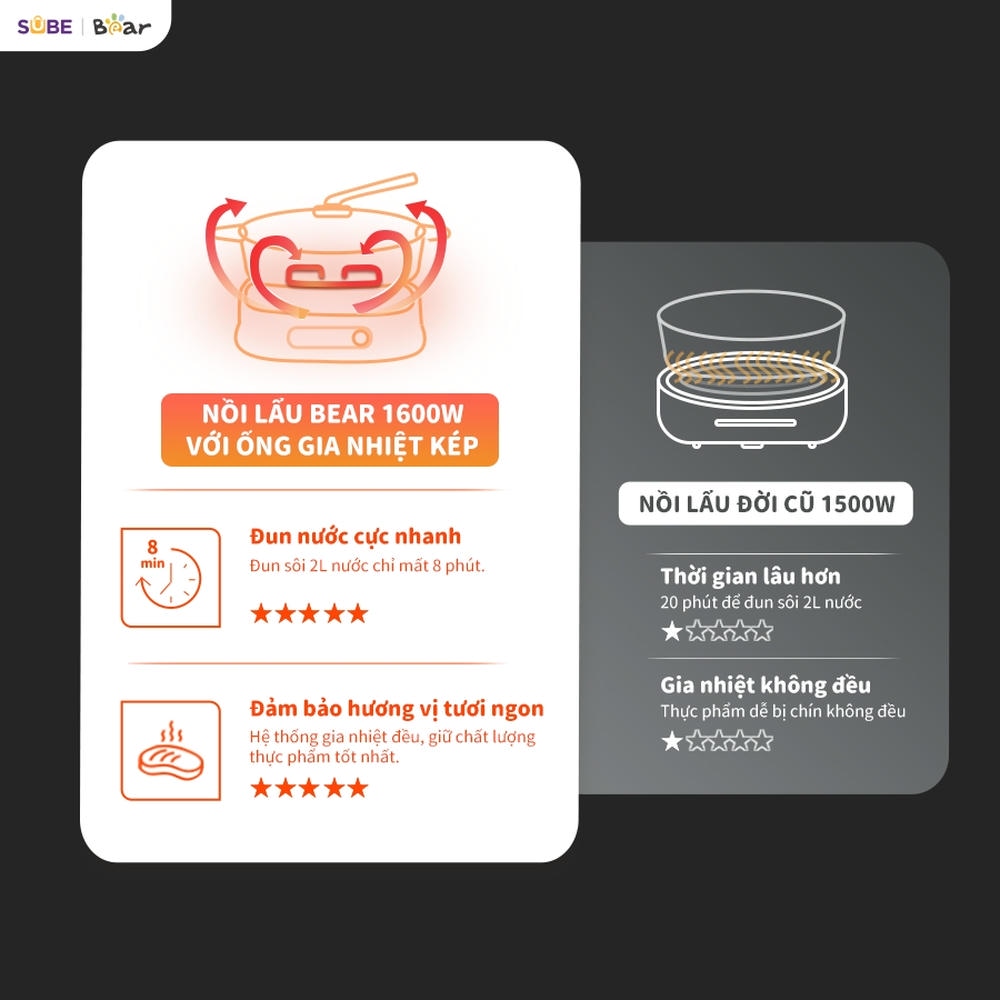 SUBE | Bear
NỒI LẨU BEAR 1600W
VỚI ỐNG GIA NHIỆT KÉP
8
min
Đun nước cực nhanh
Đun sôi 2L nước chỉ mất 8 phút.
Đảm bảo hương vị tươi ngon
Hệ thống gia nhiệt đều, giữ chất lượng
thực phẩm tốt nhất.
NỒI LẨU ĐỜI CŨ 1500W
Thời gian lâu hơn
20 phút để đun sôi 2L nước
Gia nhiệt không đều
Thực phẩm dễ bị chín không đều